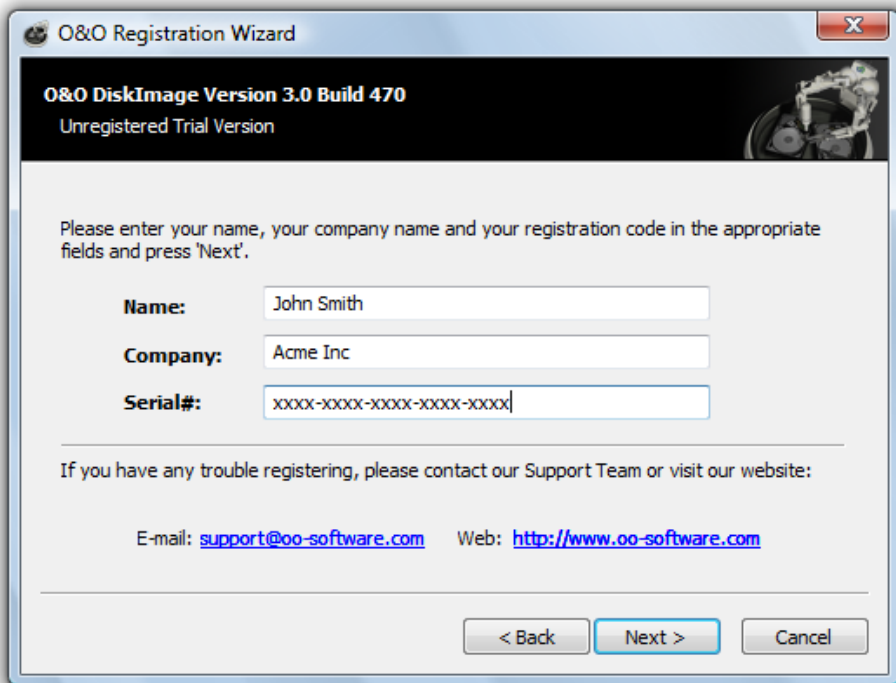 O&O Registration Wizard
O&O DiskImage Version 3.0 Build 470
Unregistered Trial Version
Please enter your name, your company name and your registration code in the appropriate
fields and press 'Next'.
Name: John Smith
Company: Acme Inc
Serial#: xxxx-xxxx-xxxx-xxxx-xxxx
If you have any trouble registering, please contact our Support Team or visit our website:
E-mail: support@oo-software.com Web: http://www.oo-software.com
< Back Next > Cancel